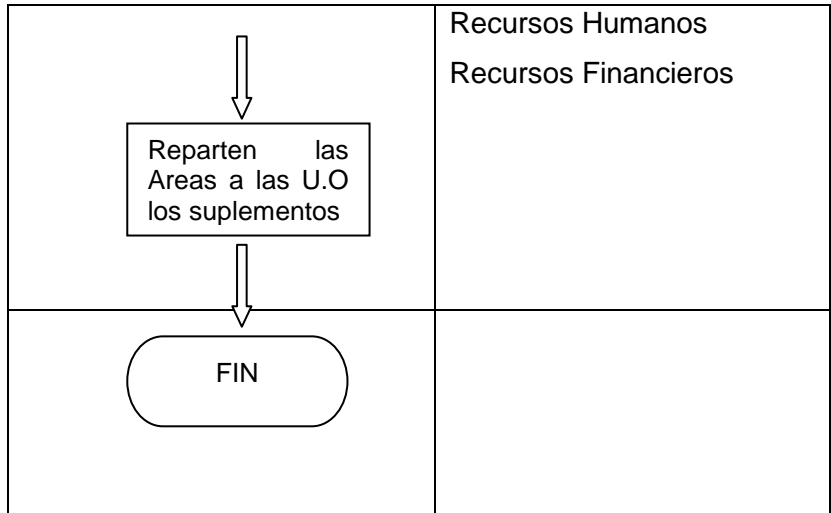 Recursos Humanos
Recursos Financieros
Reparten las
Areas a las U.O
los suplementos
FIN